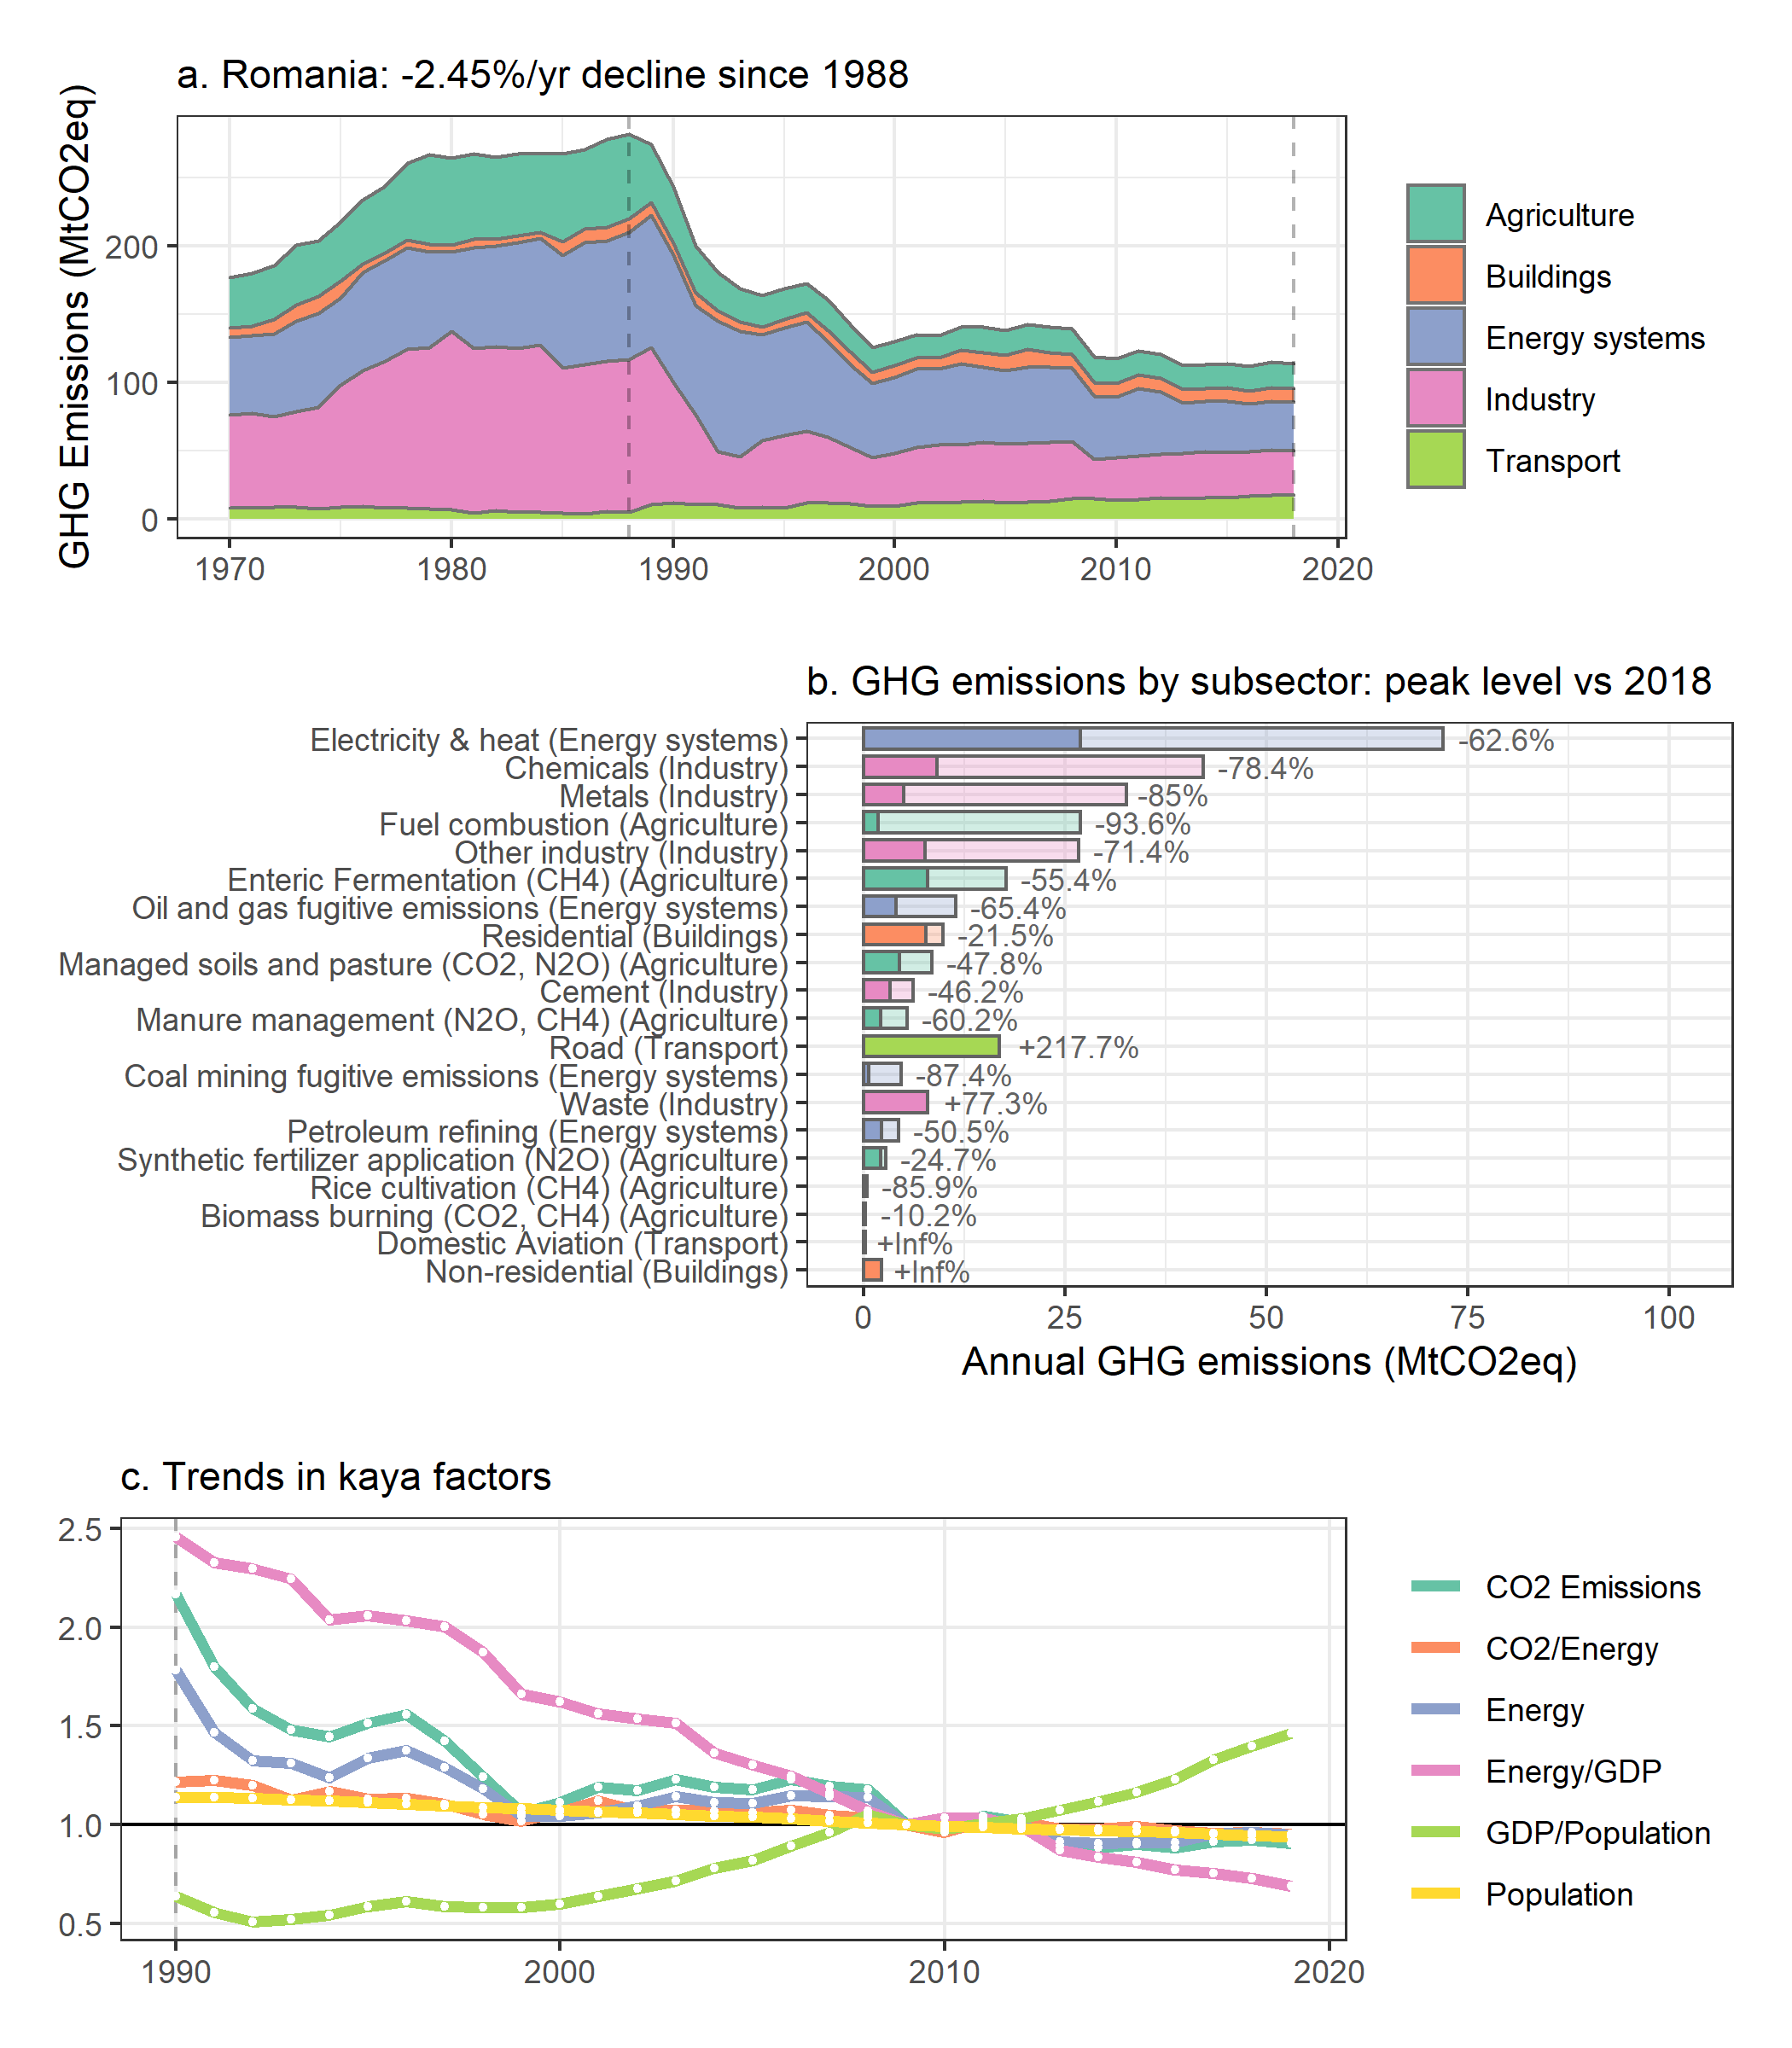 a. Romania: -2.45%/yr decline since 1988
GHG Emissions (MtCO2eq)
200
100
0
1970 1980 1990 2000 2010 2020
Agriculture
Buildings
Energy systems
Industry
Transport
b. GHG emissions by subsector: peak level vs 2018
Electricity & heat (Energy systems) -62.6%
Chemicals (Industry) -78.4%
Metals (Industry) -85%
Fuel combustion (Agriculture) -93.6%
Other industry (Industry) -71.4%
Enteric Fermentation (CH4) (Agriculture) -55.4%
Oil and gas fugitive emissions (Energy systems) -65.4%
Residential (Buildings) -21.5%
Managed soils and pasture (CO2, N2O) (Agriculture) -47.8%
Cement (Industry) -46.2%
Manure management (N2O, CH4) (Agriculture) -60.2%
Road (Transport) +217.7%
Coal mining fugitive emissions (Energy systems) -87.4%
Waste (Industry) +77.3%
Petroleum refining (Energy systems) -50.5%
Synthetic fertilizer application (N2O) (Agriculture) -24.7%
Rice cultivation (CH4) (Agriculture) -85.9%
Biomass burning (CO2, CH4) (Agriculture) -10.2%
Domestic Aviation (Transport) +Inf%
Non-residential (Buildings) +Inf%
0 25 50 75 100
Annual GHG emissions (MtCO2eq)
c. Trends in kaya factors
2.5
2.0
1.5
1.0
0.5
1990 2000 2010 2020
CO2 Emissions
CO2/Energy
Energy
Energy/GDP
GDP/Population
Population